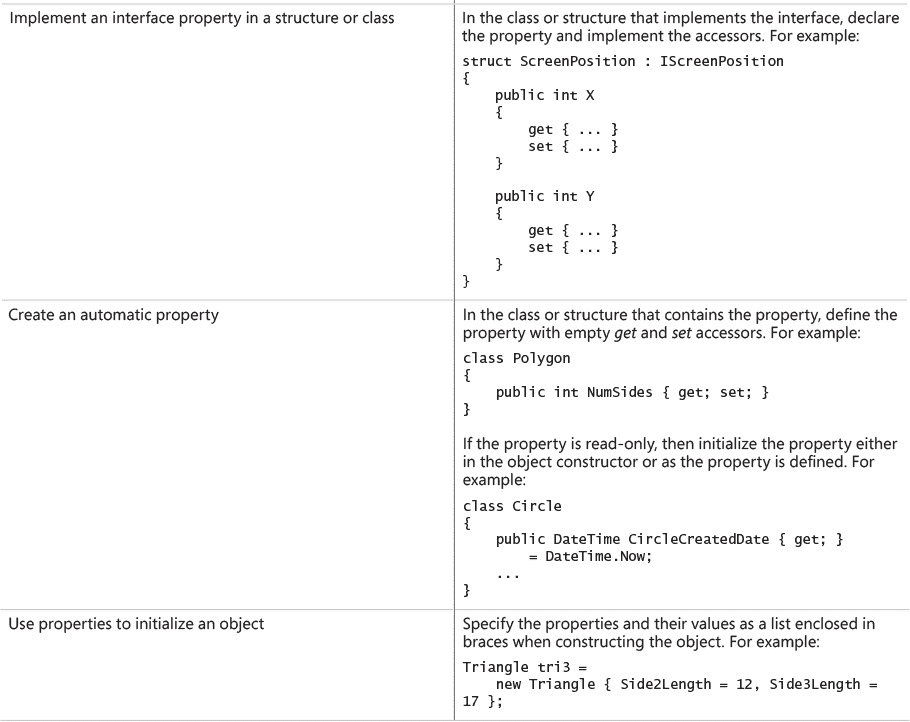 Implement an interface property in a structure or class
In the class or structure that implements the interface, declare
the property and implement the accessors. For example:
struct ScreenPosition : IScreenPosition
{
    public int X
    {
        get { ... }
        set { ... }
    }

    public int Y
    {
        get { ... }
        set { ... }
    }
}
Create an automatic property
In the class or structure that contains the property, define the
property with empty get and set accessors. For example:
class Polygon
{
    public int NumSides { get; set; }
}
If the property is read-only, then initialize the property either
in the object constructor or as the property is defined. For
example:
class Circle
{
    public DateTime CircleCreatedDate { get; }
        = DateTime.Now;
    ...
}
Use properties to initialize an object
Specify the properties and their values as a list enclosed in
braces when constructing the object. For example:
Triangle tri3 =
    new Triangle { Side2Length = 12, Side3Length =
17 };